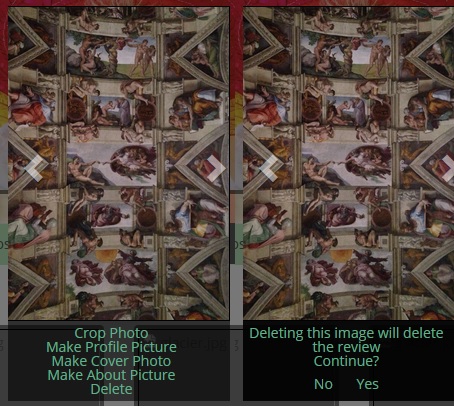 Crop Photo
Make Profile Picture
Make Cover Photo
Make About Picture
Delete
Deleting this image will delete
the review
Continue?
No Yes